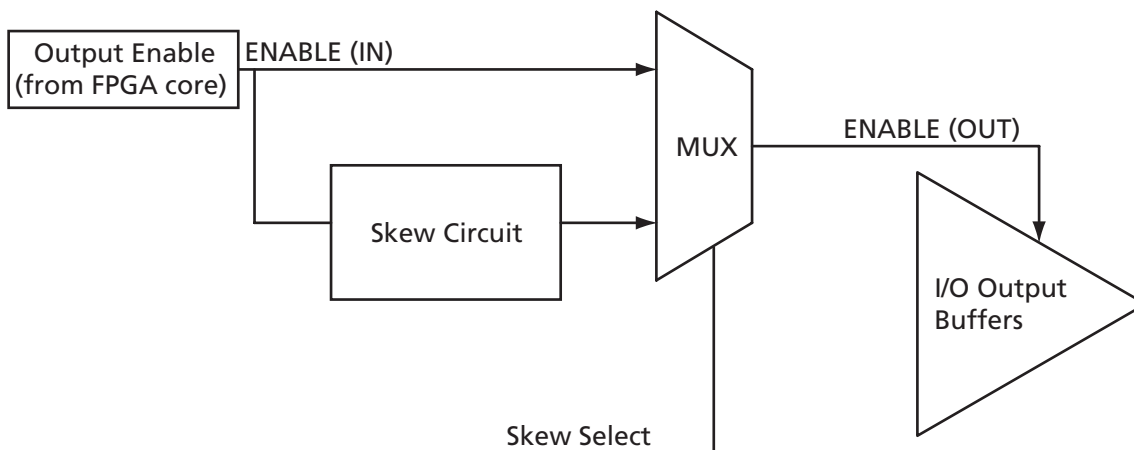 Output Enable
(from FPGA core)
ENABLE (IN)
MUX
ENABLE (OUT)
Skew Circuit
I/O Output
Buffers
Skew Select